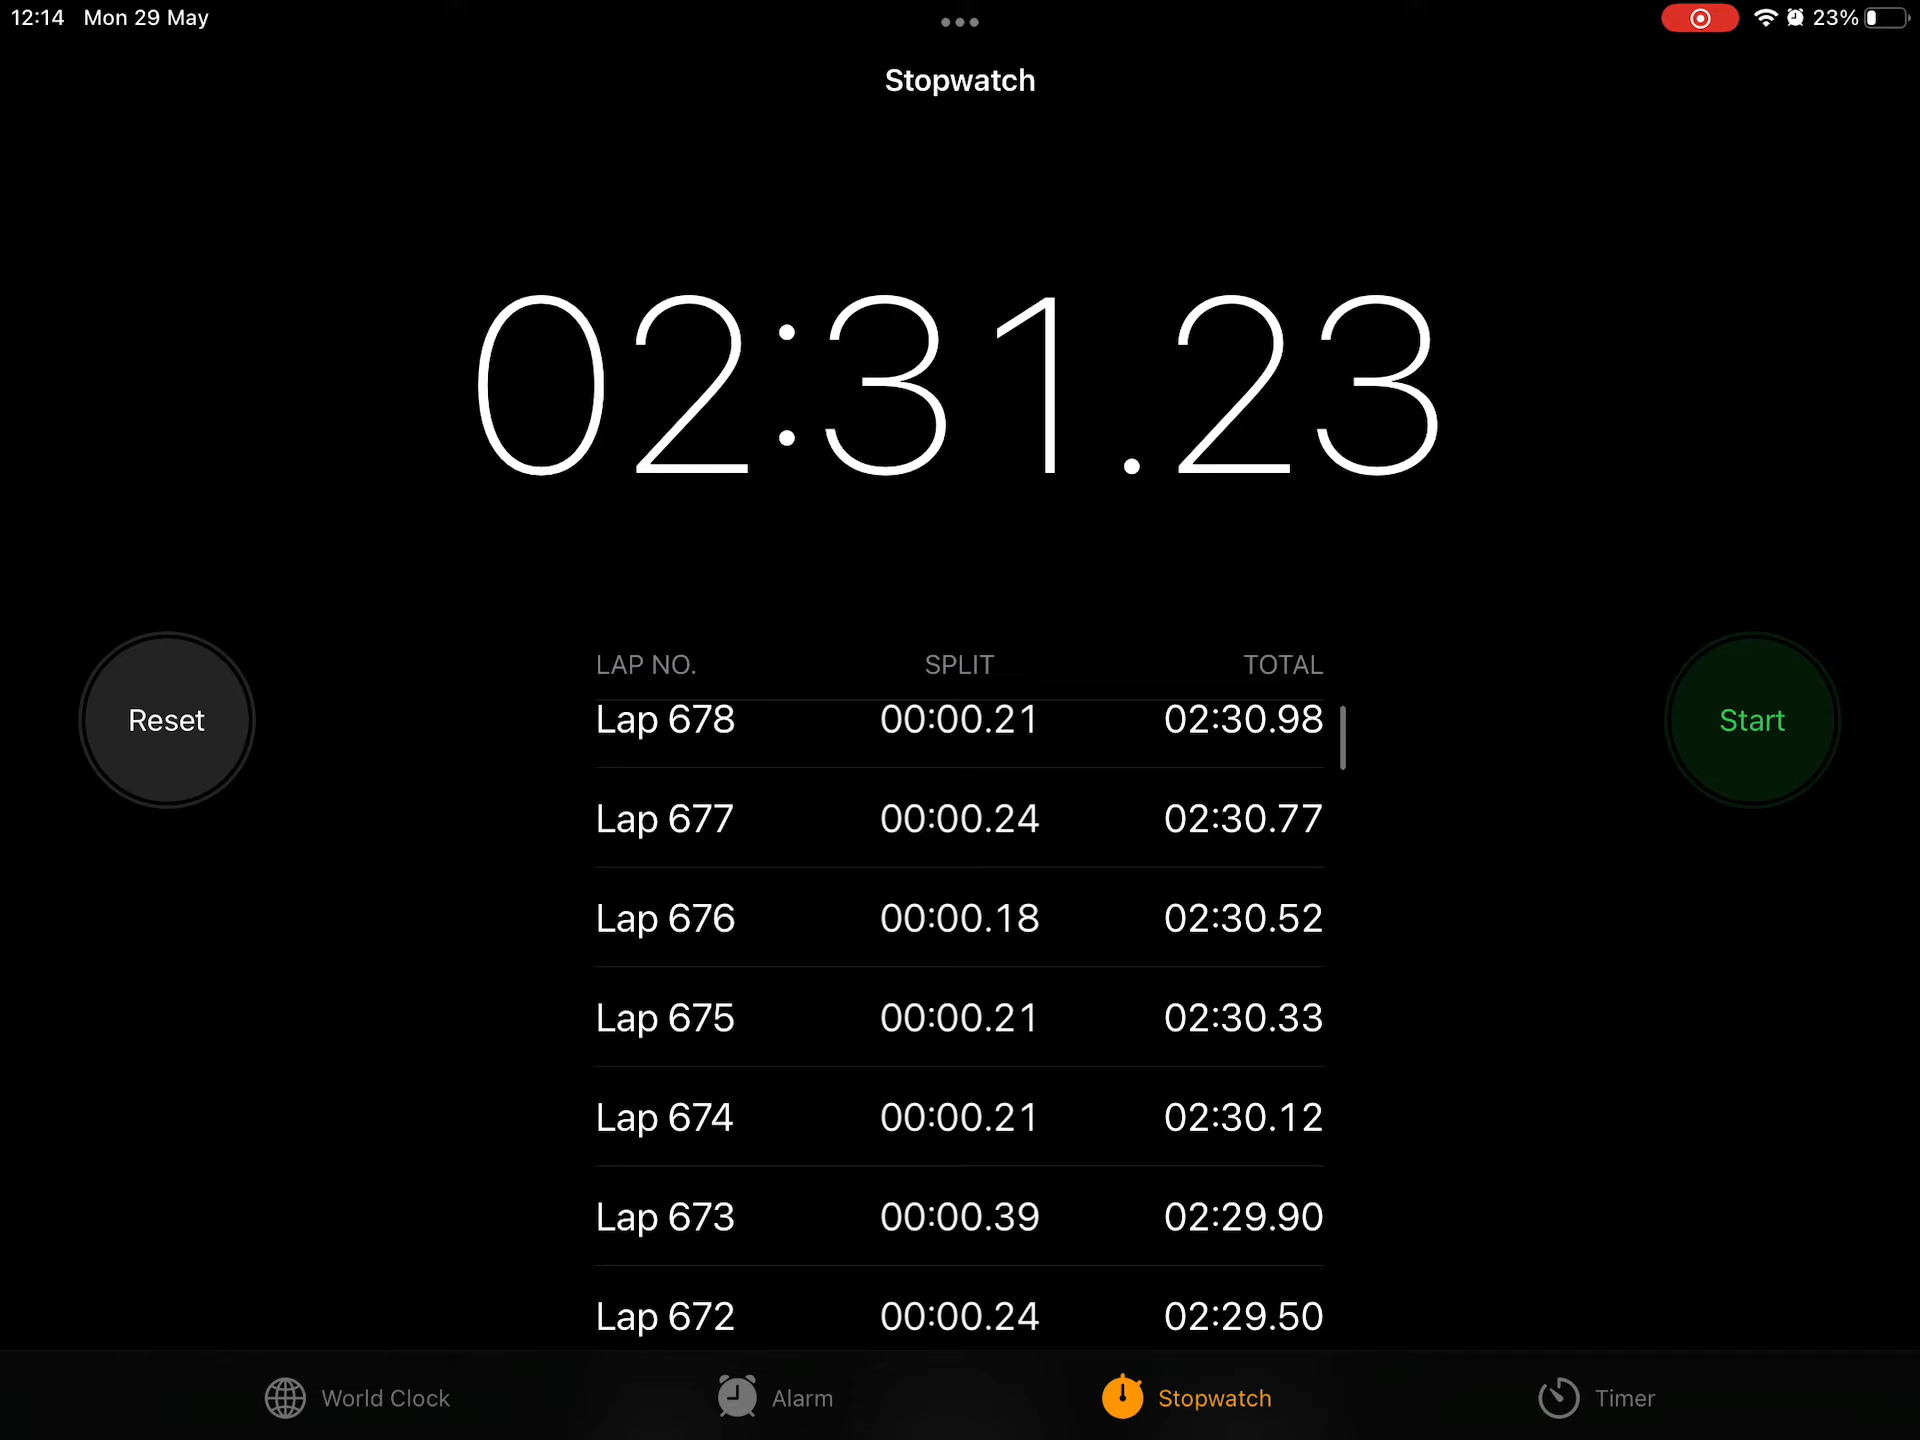 12:14 Mon 29 May
23%
Stopwatch
02:31.23
Reset
Start
LAP NO. SPLIT TOTAL
Lap 678 00:00.21 02:30.98
Lap 677 00:00.24 02:30.77
Lap 676 00:00.18 02:30.52
Lap 675 00:00.21 02:30.33
Lap 674 00:00.21 02:30.12
Lap 673 00:00.39 02:29.90
Lap 672 00:00.24 02:29.50
World Clock Alarm Stopwatch Timer